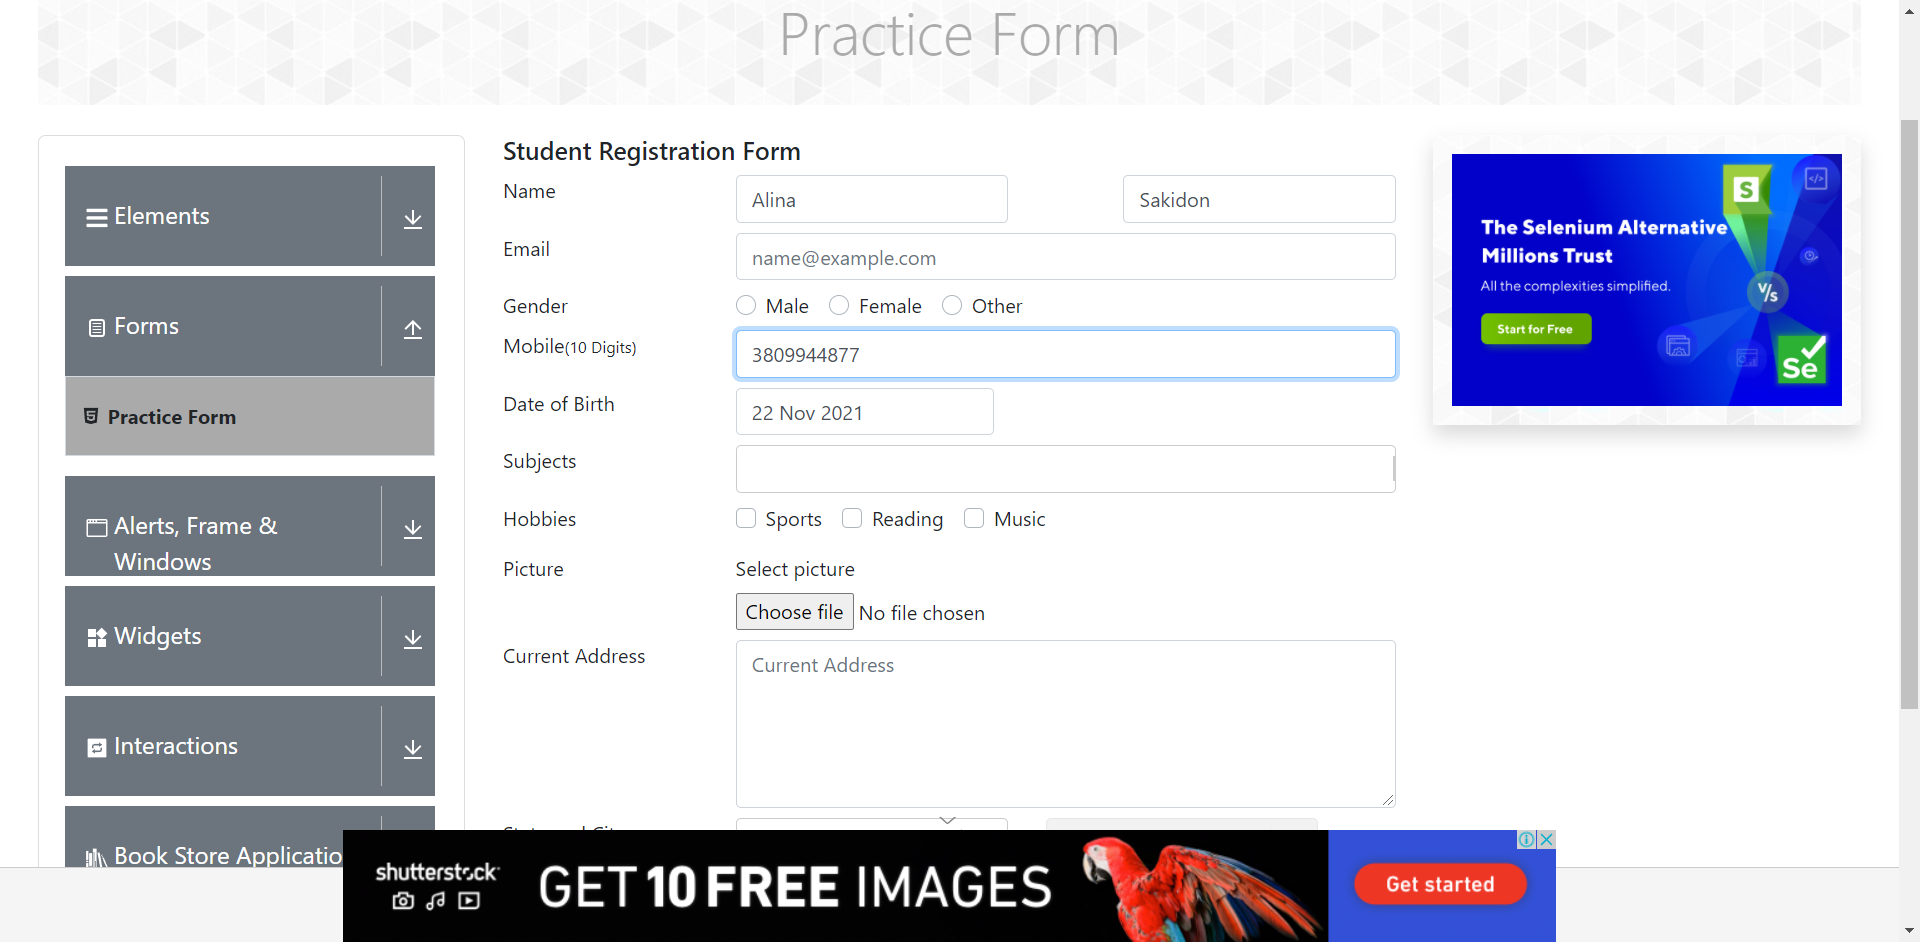 Practice Form
Elements
Forms
Practice Form
Alerts, Frame &
Windows
Widgets
Interactions
Book Store Applicatio
Student Registration Form
Name
Alina
Sakidon
Email
name@example.com
Gender
Male
Female
Other
Mobile(10 Digits)
3809944877
Date of Birth
22 Nov 2021
Subjects
Hobbies
Sports
Reading
Music
Picture
Select picture
Choose file No file chosen
Current Address
Current Address
The Selenium Alternative
Millions Trust
All the complexities simplified.
V/s
Start for Free
S
Se
shutterstock
GET 10 FREE IMAGES
Get started